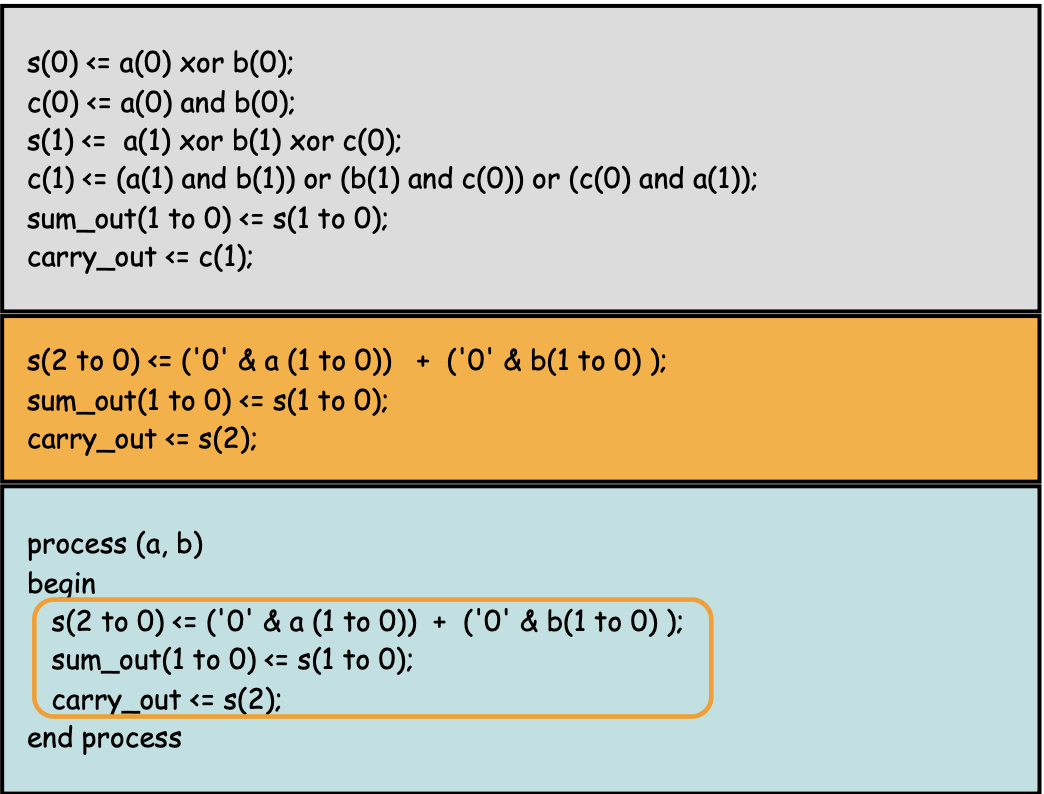 s(0) <= a(0) xor b(0);
c(0) <= a(0) and b(0);
s(1) <=  a(1) xor b(1) xor c(0);
c(1) <= (a(1) and b(1)) or (b(1) and c(0)) or (c(0) and a(1));
sum_out(1 to 0) <= s(1 to 0);
carry_out <= c(1);
s(2 to 0) <= ('0' & a (1 to 0))   +  ('0' & b(1 to 0) );
sum_out(1 to 0) <= s(1 to 0);
carry_out <= s(2);
process (a, b)
begin
s(2 to 0) <= ('0' & a (1 to 0))  +  ('0' & b(1 to 0) );
sum_out(1 to 0) <= s(1 to 0);
carry_out <= s(2);
end process